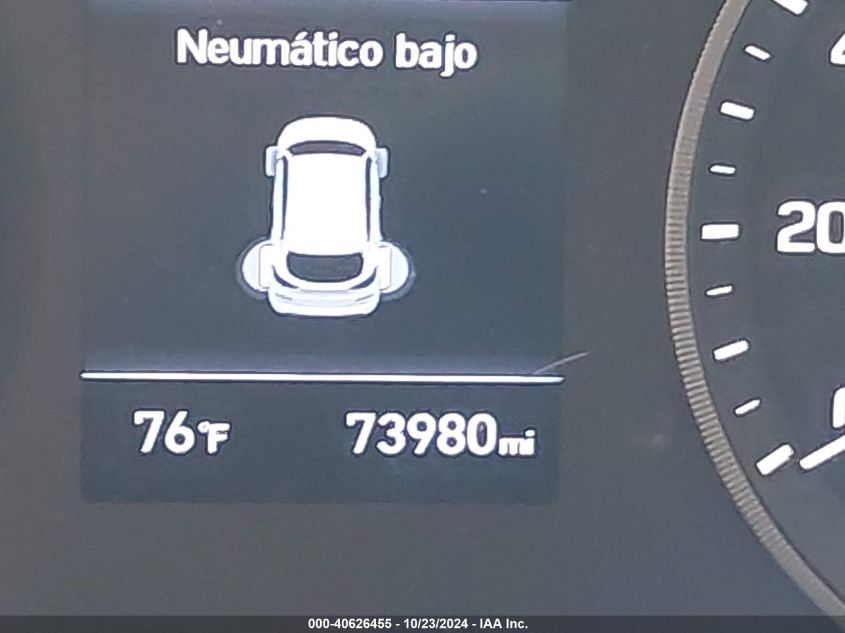 Neumático bajo
20
76°F 73980mi
000-40626455 - 10/23/2024 - IAA Inc.